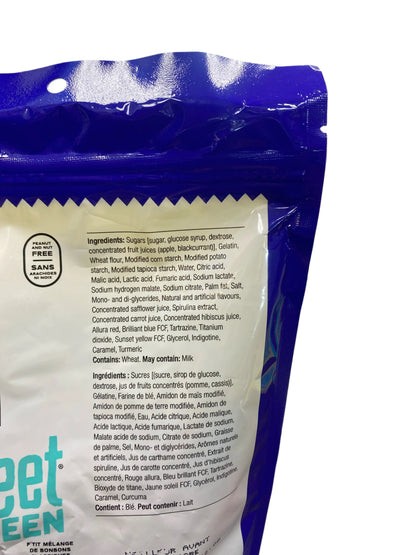 PEANUT AND NUT
FREE
SANS
ARACHIDES
NI NOIX
Ingredients: Sugars [(sugar, glucose syrup, dextrose,
concentrated fruit juices (apple, blackcurrant)], Gelatin,
Wheat flour, Modified corn starch, Modified potato
starch, Modified tapioca starch, Water, Citric acid,
Malic acid, Lactic acid, Fumaric acid, Sodium lactate,
Sodium hydrogen malate, Sodium citrate, Palm fat, Salt,
Mono- and di-glycerides, Natural and artificial flavours,
Concentrated safflower juice, Spirulina extract,
Concentrated carrot juice, Concentrated hibiscus juice,
Allura red, Brilliant blue FCF, Tartrazine, Titanium
dioxide, Sunset yellow FCF, Glycerol, Indigotine,
Caramel, Turmeric
Contains: Wheat. May contain: Milk
Ingrédients : Sucres [(sucre, sirop de glucose,
dextrose, jus de fruits concentrés (pomme, cassis)],
Gélatine, Farine de blé, Amidon de maïs modifié,
Amidon de pomme de terre modifiée, Amidon de
tapioca modifié, Eau, Acide citrique, Acide malique,
Acide lactique, Acide fumarique, Lactate de sodium,
Malate acide de sodium, Citrate de sodium, Graisse
de palme, Sel, Mono- et diglycérides, Arômes naturels
et artificiels, Jus de carthame concentré, Extrait de
spiruline, Jus de carotte concentré, Jus d'hibiscus
concentré, Rouge allura, Bleu brillant FCF, Tartrazine,
Bioxyde de titane, Jaune soleil FCF, Glycérol, Indigotine,
Caramel, Curcuma
Contient : Blé. Peut contenir : Lait
eet®
EEN
P'TIT MÉLANGE
DE BONBONS
AVANT